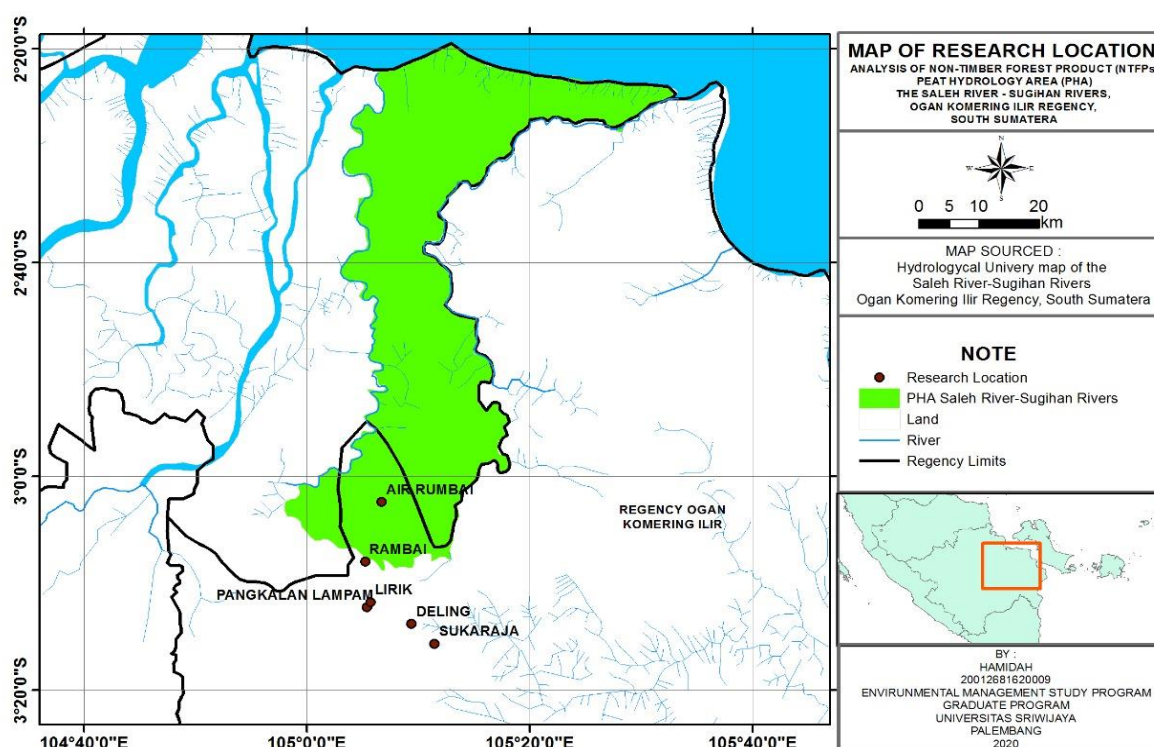 2°20'0"S
2°40'0"S
3°0'0"S
3°20'0"S
104°40'0"E
105°0'0"E
105°20'0"E
105°40'0"E
AIR RUMBAI
RAMBAI
PANGKALAN LAMPAM
LIRIK
DELING
SUKARAJA
REGENCY OGAN
KOMERING ILIR
MAP OF RESEARCH LOCATION
ANALYSIS OF NON-TIMBER FOREST PRODUCT (NTFPs
PEAT HYDROLOGY AREA (PHA)
THE SALEH RIVER - SUGIHAN RIVERS,
OGAN KOMERING ILIR REGENCY,
SOUTH SUMATERA
N
W E
S
0 5 10 20
km
MAP SOURCED :
Hydrologycal Univery map of the
Saleh River-Sugihan Rivers
Ogan Komering Ilir Regency, South Sumatera
NOTE
Research Location
PHA Saleh River-Sugihan Rivers
Land
River
Regency Limits
BY :
HAMIDAH
20012681620009
ENVIRUNMENTAL MANAGEMENT STUDY PROGRAM
GRADUATE PROGRAM
UNIVERSITAS SRIWIJAYA
PALEMBANG
2020